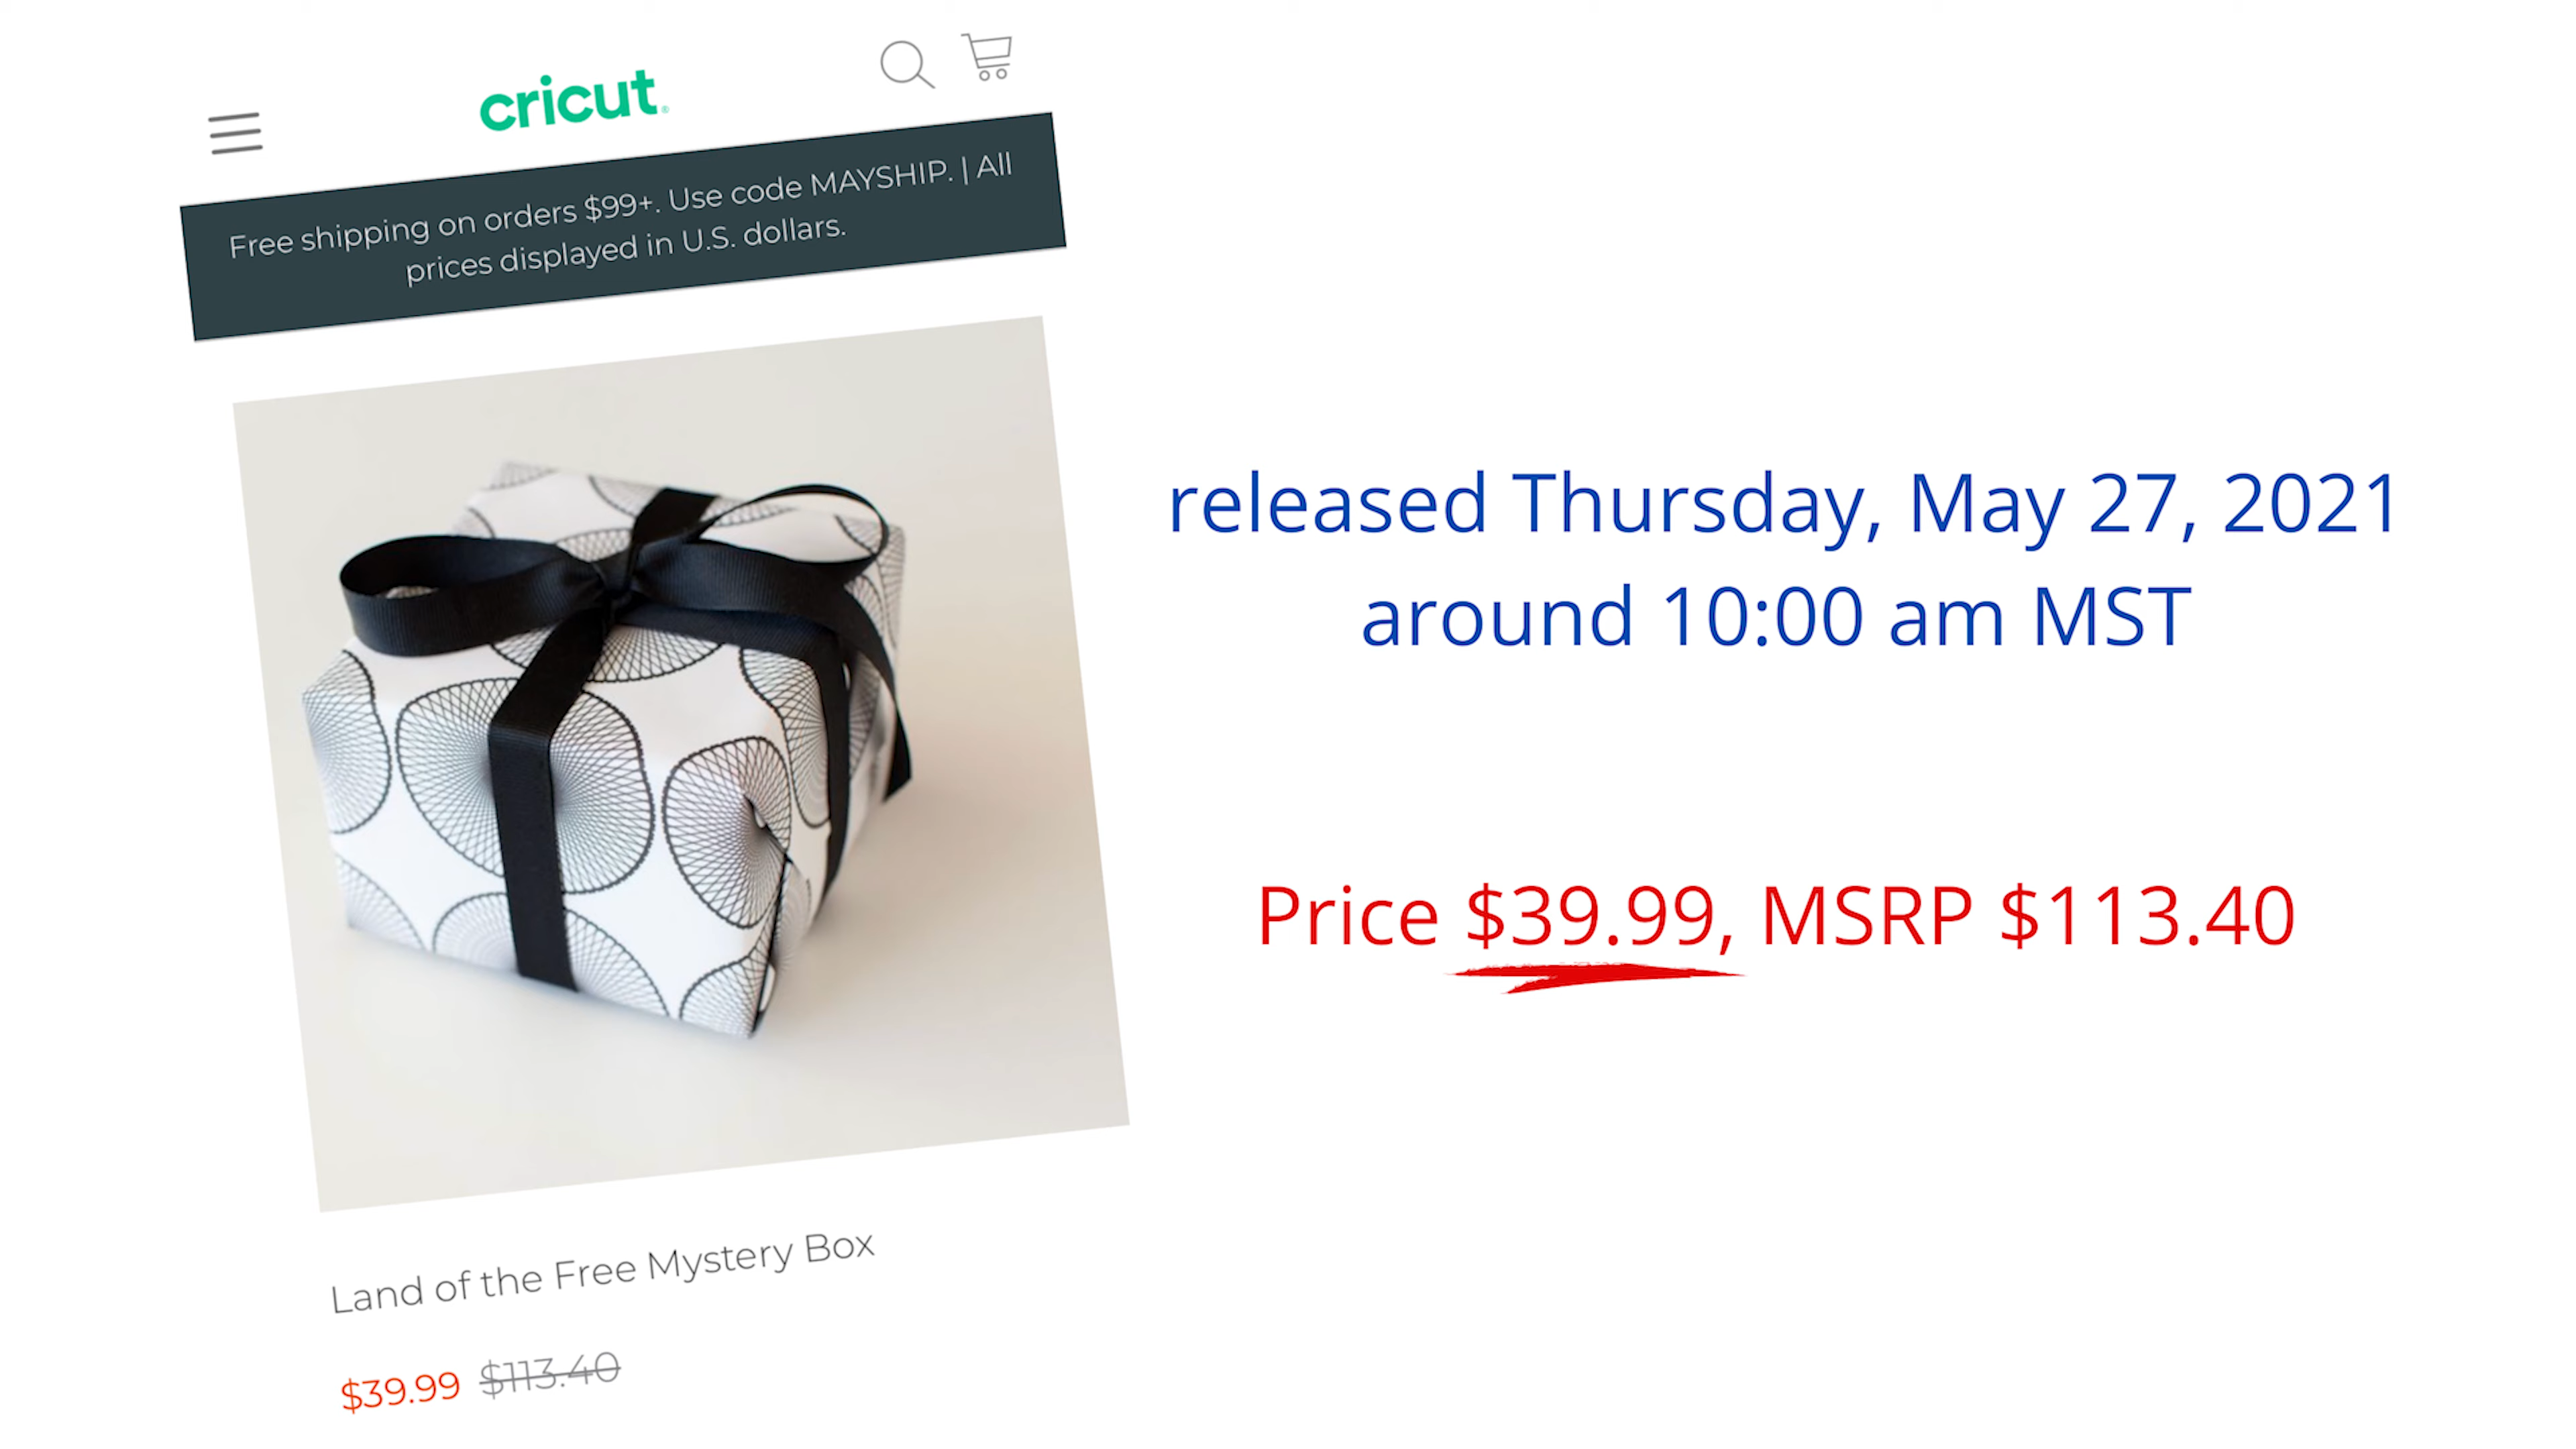 cricut
Free shipping on orders $99+. Use code MAYSHIP. | All
prices displayed in U.S. dollars.
released Thursday, May 27, 2021
around 10:00 am MST
Price $39.99, MSRP $113.40
Land of the Free Mystery Box
$39.99 $113.40